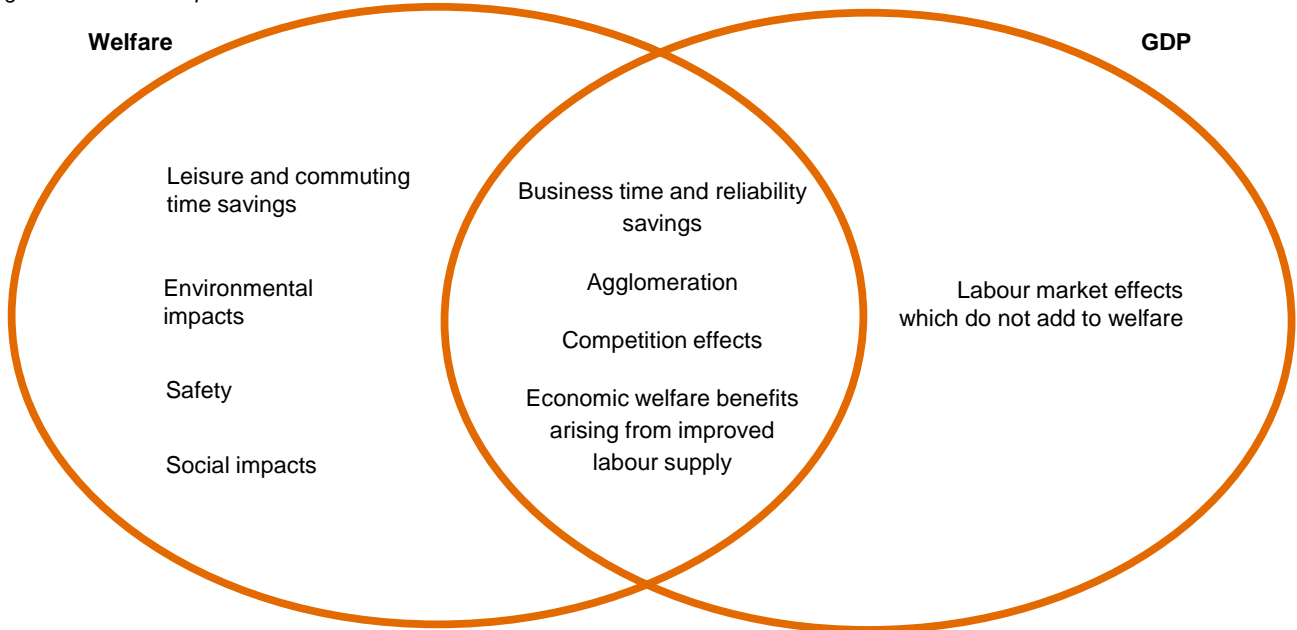 Welfare
GDP
Leisure and commuting
time savings
Environmental
impacts
Safety
Social impacts
Business time and reliability
savings
Agglomeration
Competition effects
Economic welfare benefits
arising from improved
labour supply
Labour market effects
which do not add to welfare